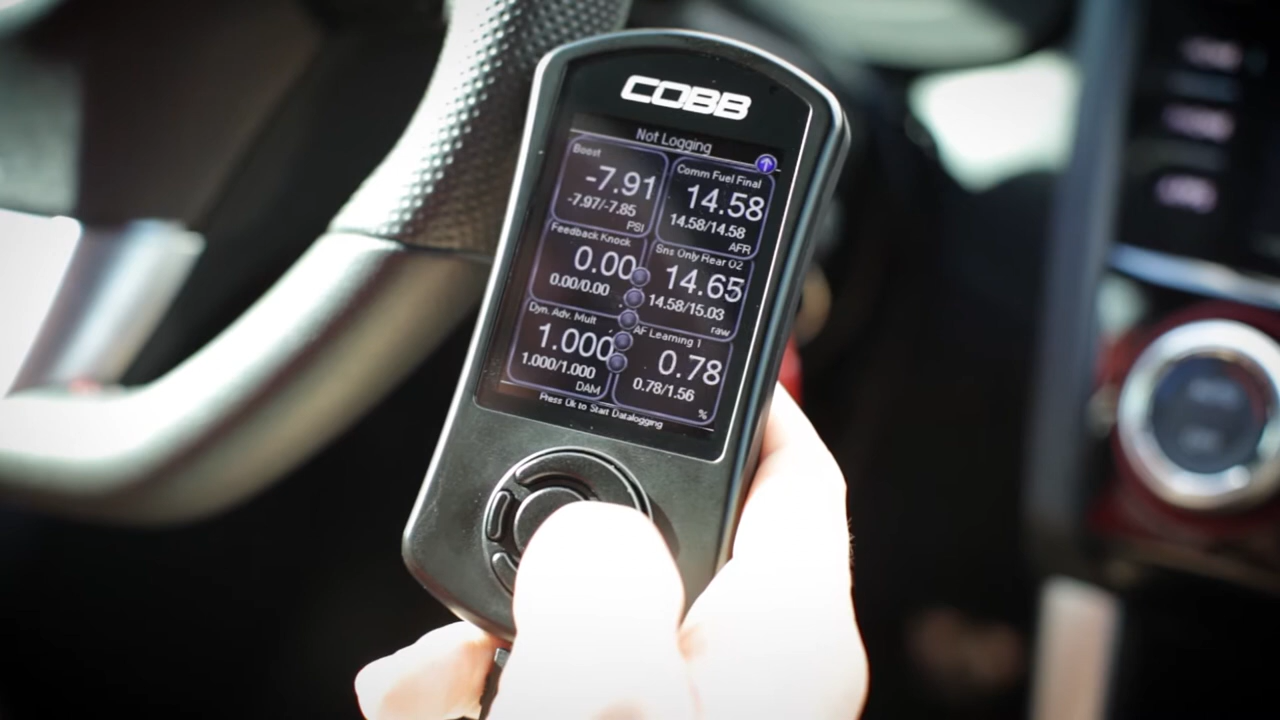 COBB
Not Logging
Boost
-7.91
-7.97/-7.85
PSI
Comm Fuel Final
14.58
14.58/14.58
AFR
Feedback Knock
0.00
0.00/0.00
Sns Only Rear O2
14.65
14.58/15.03
raw
Dyn. Adv. Mult
1.000
1.000/1.000
DAM
AF Learning 1
0.78
0.78/1.56
%
Press Ok to Start Datalogging